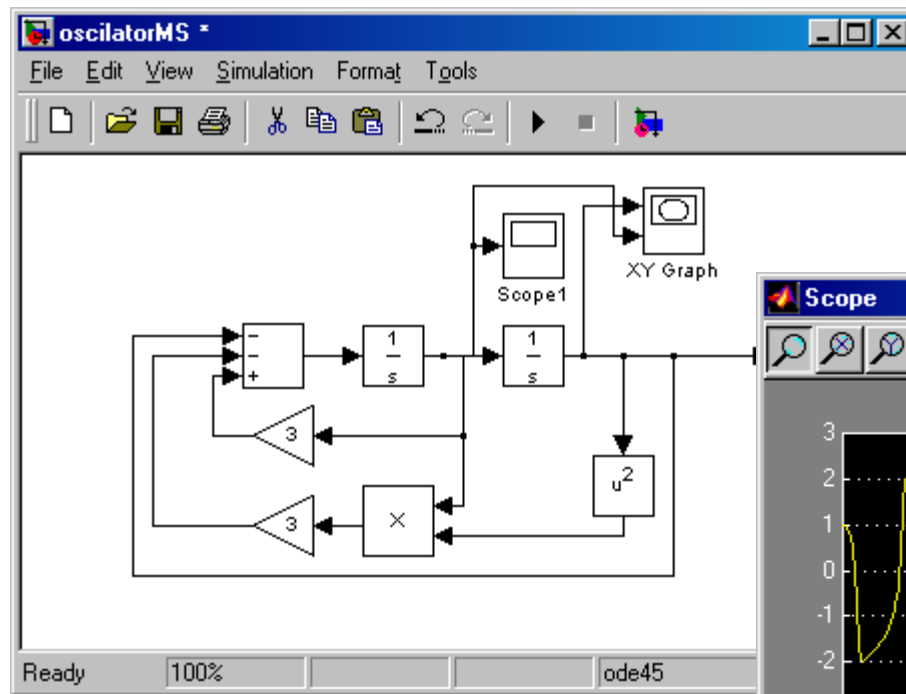 oscilatorMS *
File Edit View Simulation Format Tools
XY Graph
Scope1
Scope
−
−
+
1
s
1
s
3
u²
3
×
3
2
1
0
-1
-2
Ready 100% ode45